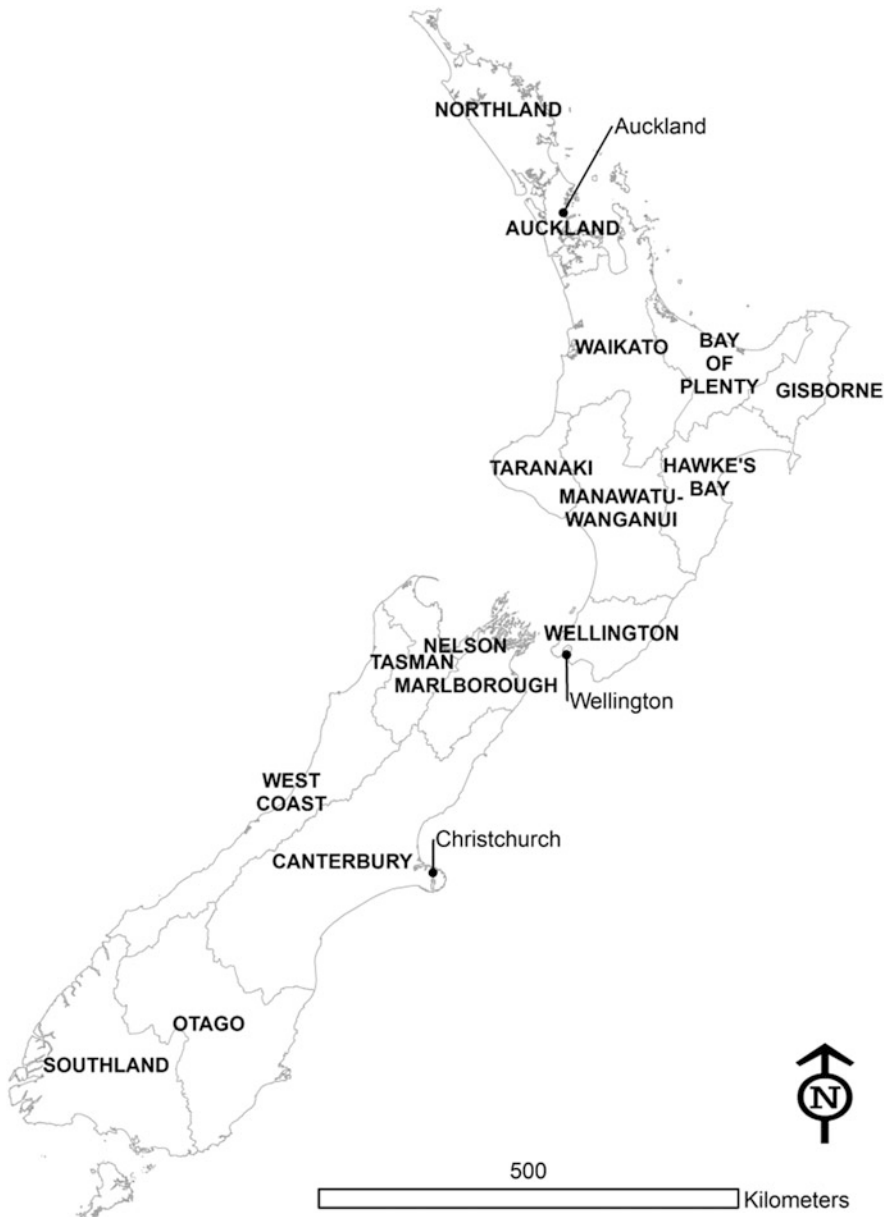 NORTHLAND
Auckland
AUCKLAND
WAIKATO
BAY
OF
PLENTY
GISBORNE
TARANAKI
HAWKE'S
BAY
MANAWATU-
WANGANUI
WELLINGTON
NELSON
TASMAN
MARLBOROUGH
Wellington
WEST
COAST
Christchurch
CANTERBURY
OTAGO
SOUTHLAND
N
500
Kilometers